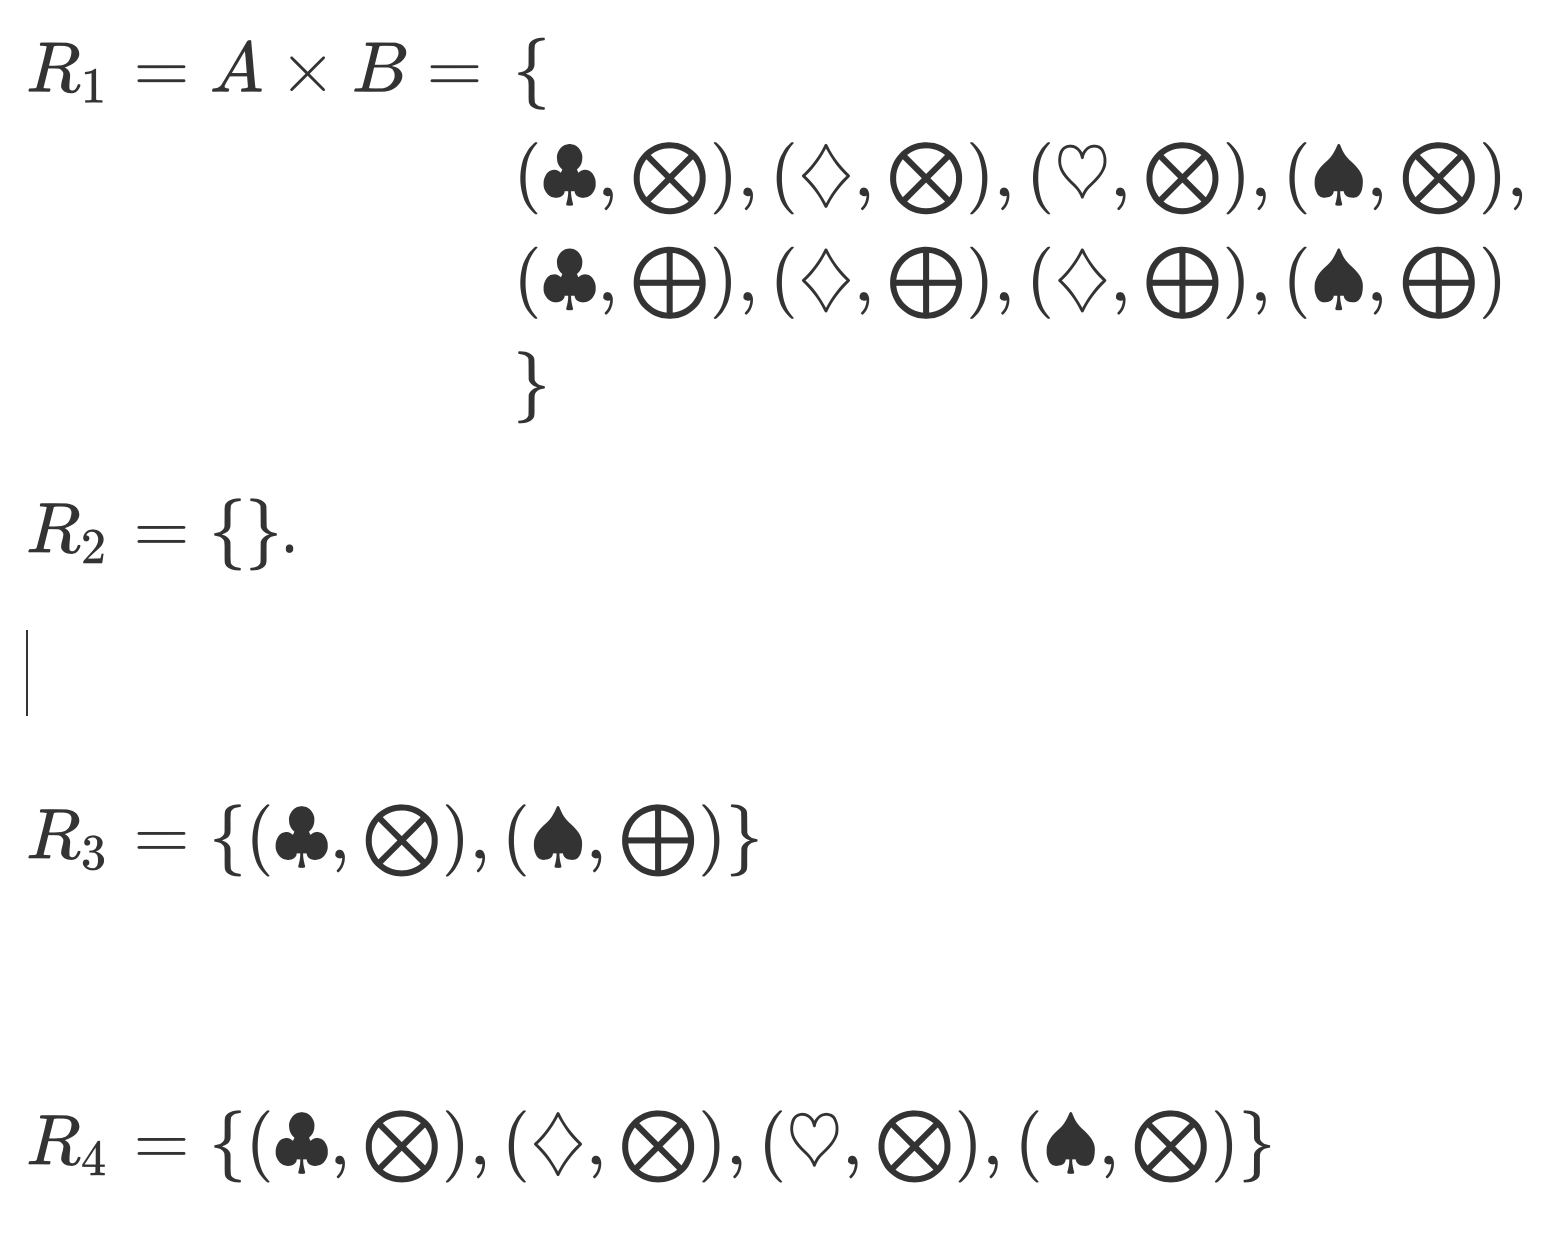 R₁ = A × B = {
(♣, ⊗), (♢, ⊗), (♡, ⊗), (♠, ⊗),
(♣, ⊕), (♢, ⊕), (♢, ⊕), (♠, ⊕)
}
R₂ = {}.
R₃ = {(♣, ⊗), (♠, ⊕)}
R₄ = {(♣, ⊗), (♢, ⊗), (♡, ⊗), (♠, ⊗)}